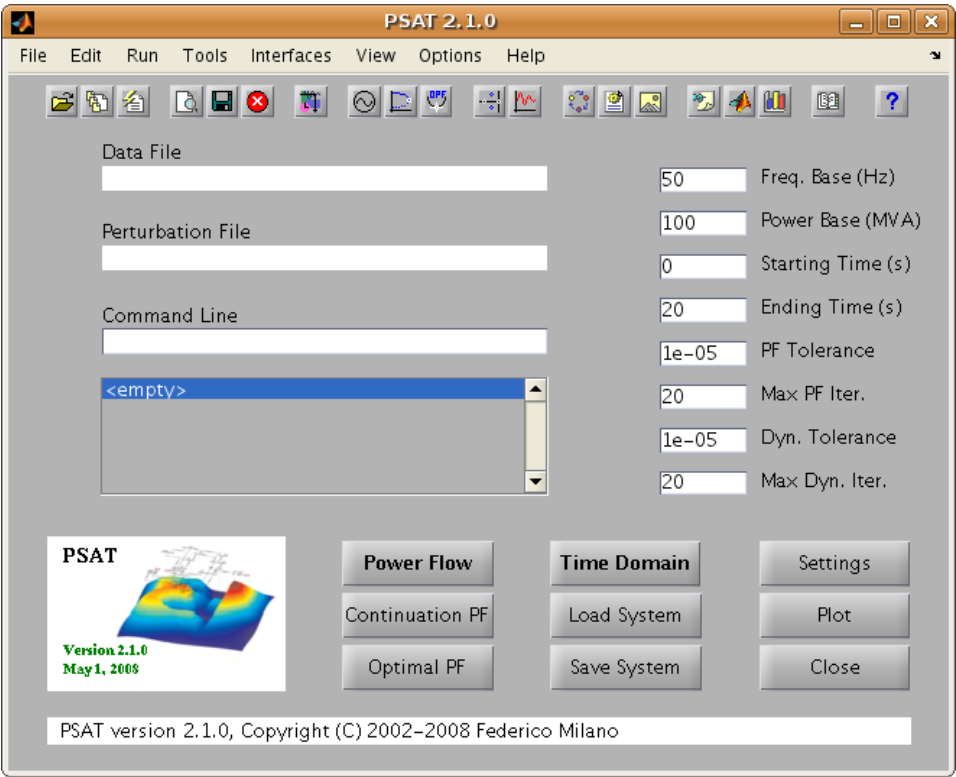 PSAT 2.1.0
File Edit Run Tools Interfaces View Options Help
OPF
?
Data File
Perturbation File
Command Line
<empty>
50 Freq. Base (Hz)
100 Power Base (MVA)
0 Starting Time (s)
20 Ending Time (s)
1e-05 PF Tolerance
20 Max PF Iter.
1e-05 Dyn. Tolerance
20 Max Dyn. Iter.
PSAT
Version 2.1.0
May 1, 2008
Power Flow Time Domain Settings
Continuation PF Load System Plot
Optimal PF Save System Close
PSAT version 2.1.0, Copyright (C) 2002-2008 Federico Milano